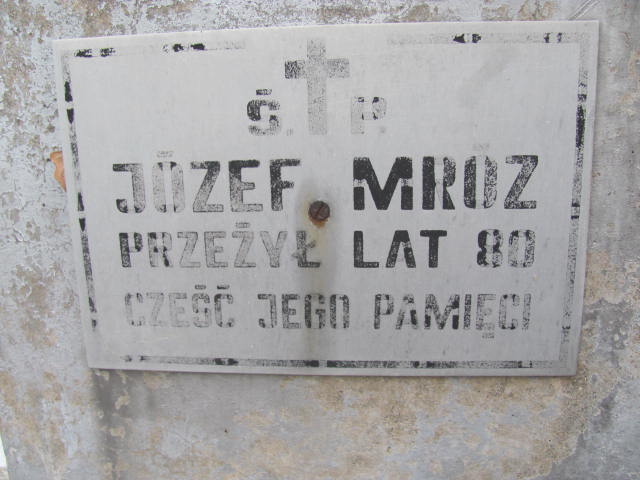 Ś. P.
JÓZEF MRÓZ
PRZEŻYŁ LAT 80
CZEŚĆ JEGO PAMIĘCI